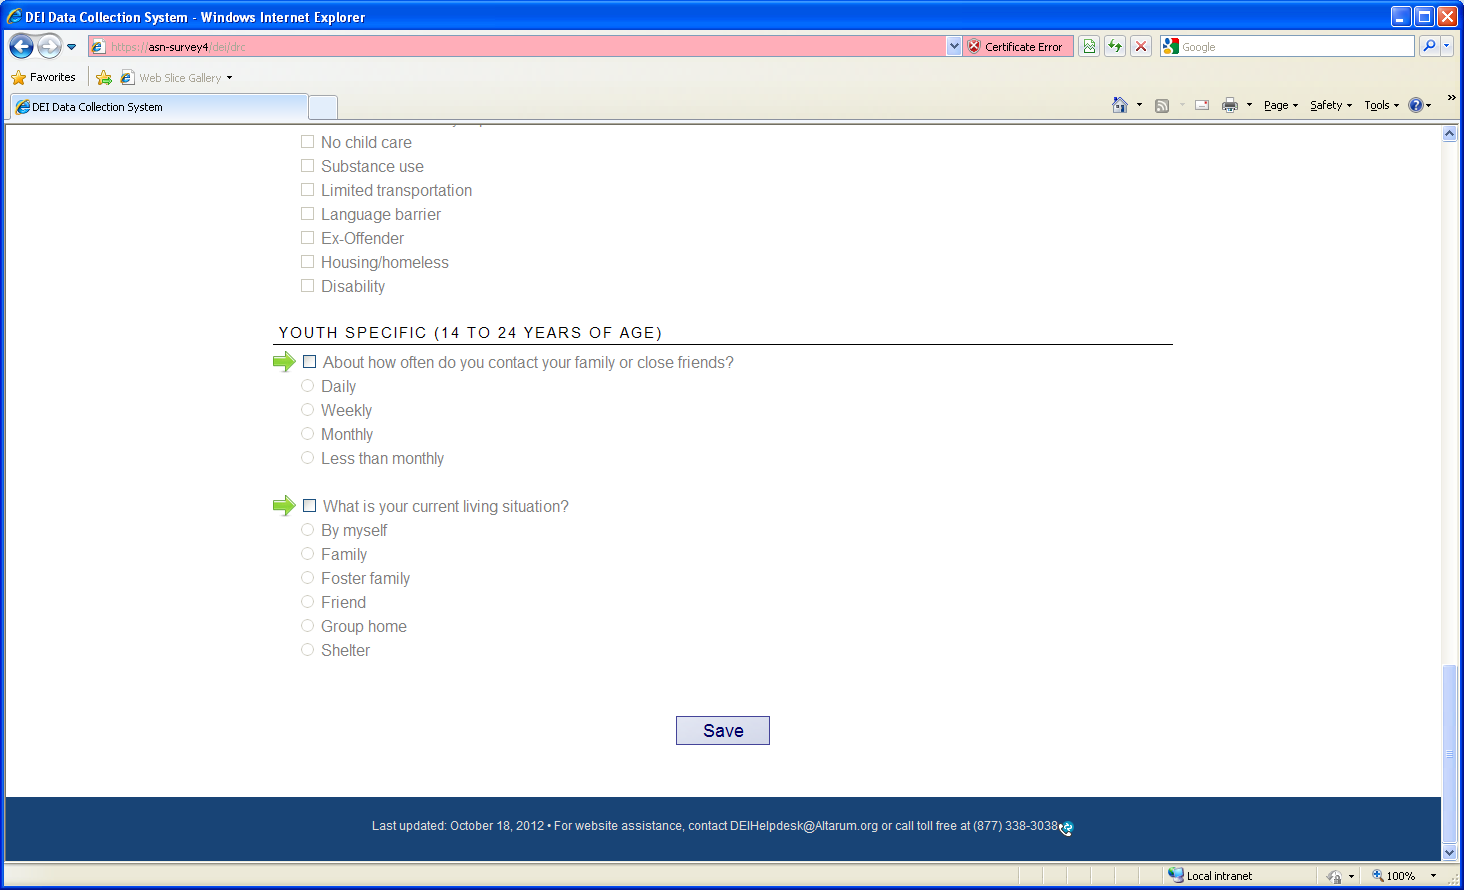 DEI Data Collection System - Windows Internet Explorer
https://asn-survey4/dei/drc
Certificate Error
Google
Favorites
Web Slice Gallery
DEI Data Collection System
Page
Safety
Tools
»
No child care
Substance use
Limited transportation
Language barrier
Ex-Offender
Housing/homeless
Disability
YOUTH SPECIFIC (14 TO 24 YEARS OF AGE)
About how often do you contact your family or close friends?
Daily
Weekly
Monthly
Less than monthly
What is your current living situation?
By myself
Family
Foster family
Friend
Group home
Shelter
Save
Last updated: October 18, 2012 • For website assistance, contact DEIHelpdesk@Altarum.org or call toll free at (877) 338-3038•
Local intranet
100%